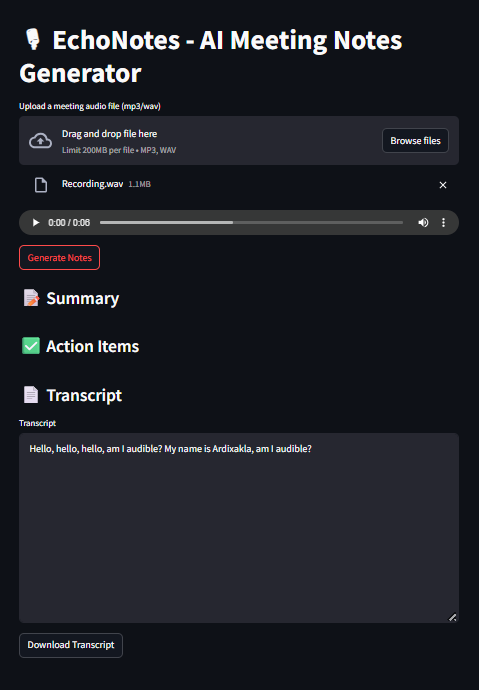 🎙️ EchoNotes - AI Meeting Notes
Generator
Upload a meeting audio file (mp3/wav)
Drag and drop file here
Limit 200MB per file • MP3, WAV
Browse files
Recording.wav 1.1MB
0:00 / 0:06
Generate Notes
📝 Summary
✅ Action Items
📄 Transcript
Transcript
Hello, hello, hello, am I audible? My name is Ardixakla, am I audible?
Download Transcript